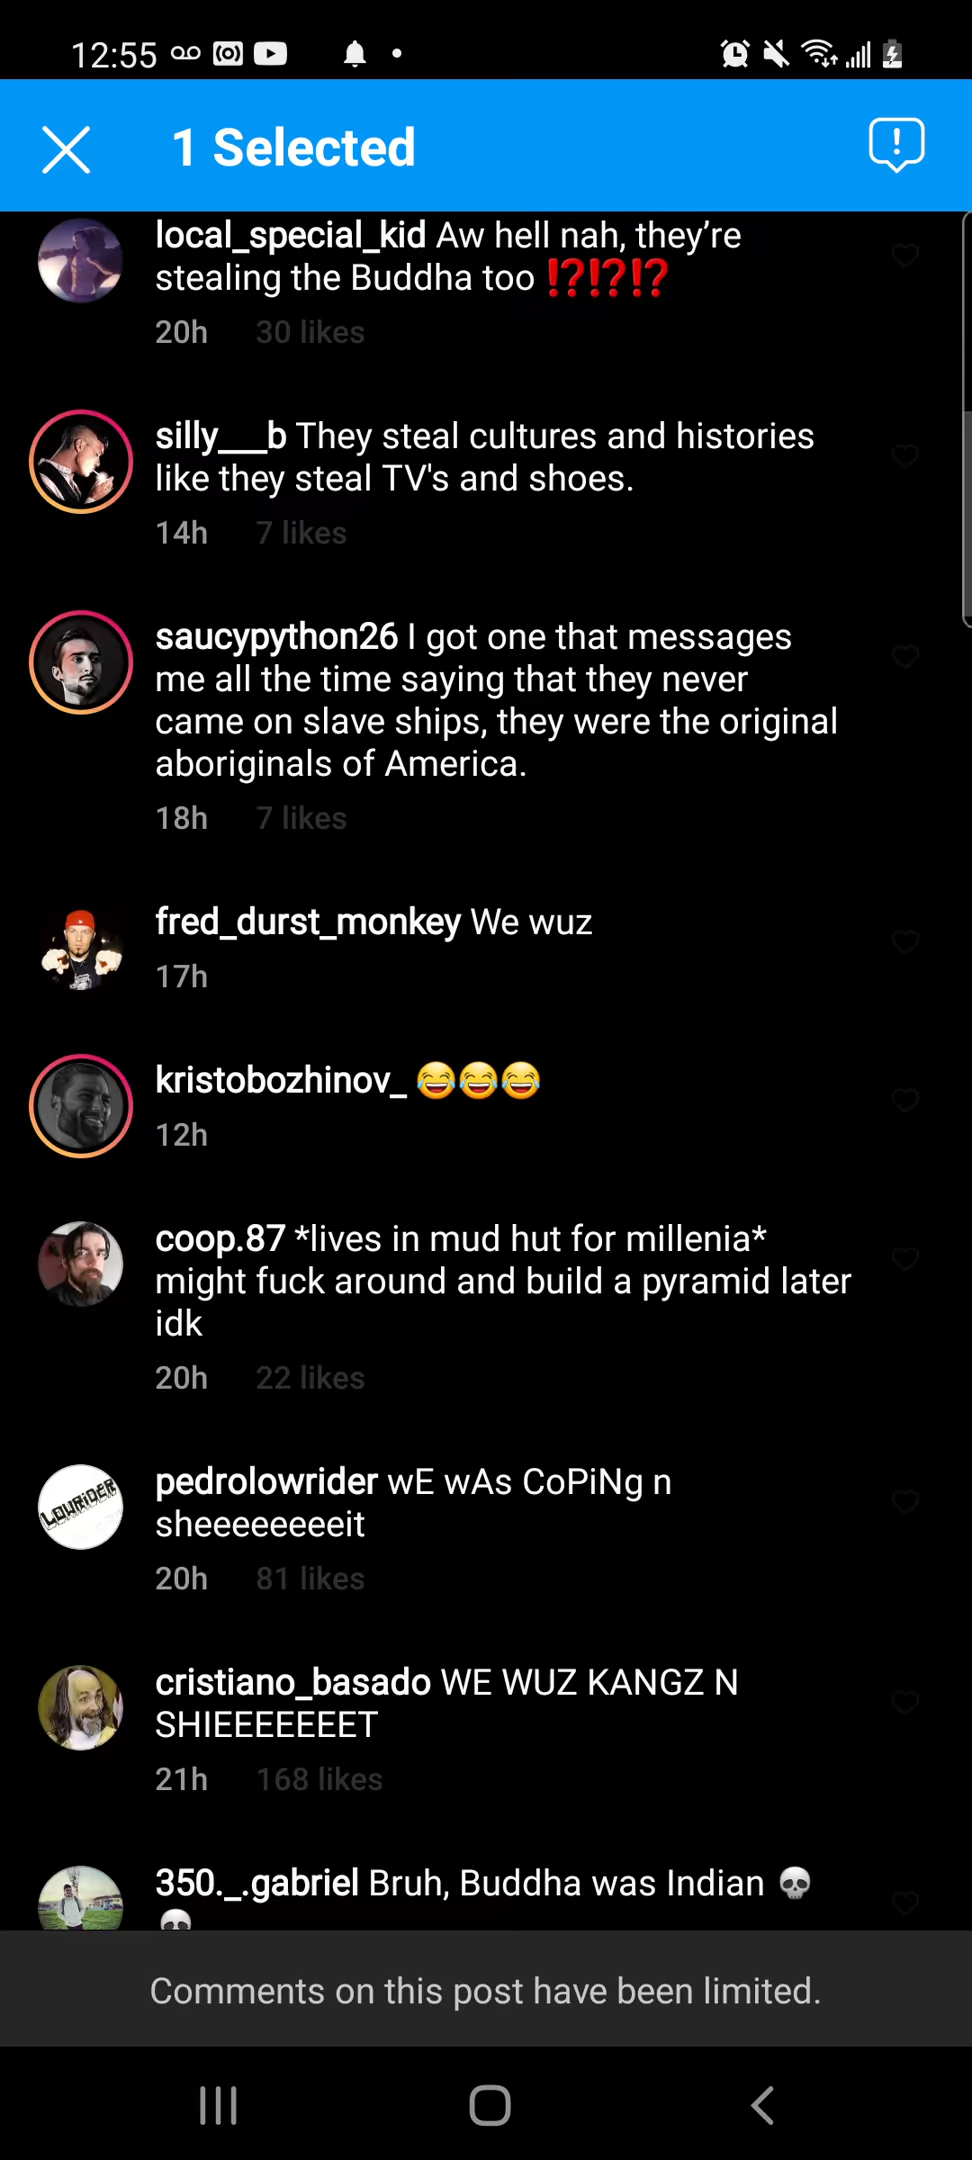 12:55
1 Selected
local_special_kid Aw hell nah, they're
stealing the Buddha too ⁉️⁉️⁉️
20h 30 likes
silly___b They steal cultures and histories
like they steal TV's and shoes.
14h 7 likes
saucypython26 I got one that messages
me all the time saying that they never
came on slave ships, they were the original
aboriginals of America.
18h 7 likes
fred_durst_monkey We wuz
17h
kristobozhinov_ 😂😂😂
12h
coop.87 *lives in mud hut for millenia*
might fuck around and build a pyramid later
idk
20h 22 likes
LOWRIDER
pedrolowrider wE wAs CoPiNg n
sheeeeeeeeit
20h 81 likes
cristiano_basado WE WUZ KANGZ N
SHIEEEEEEET
21h 168 likes
350._.gabriel Bruh, Buddha was Indian 💀
💀
Comments on this post have been limited.